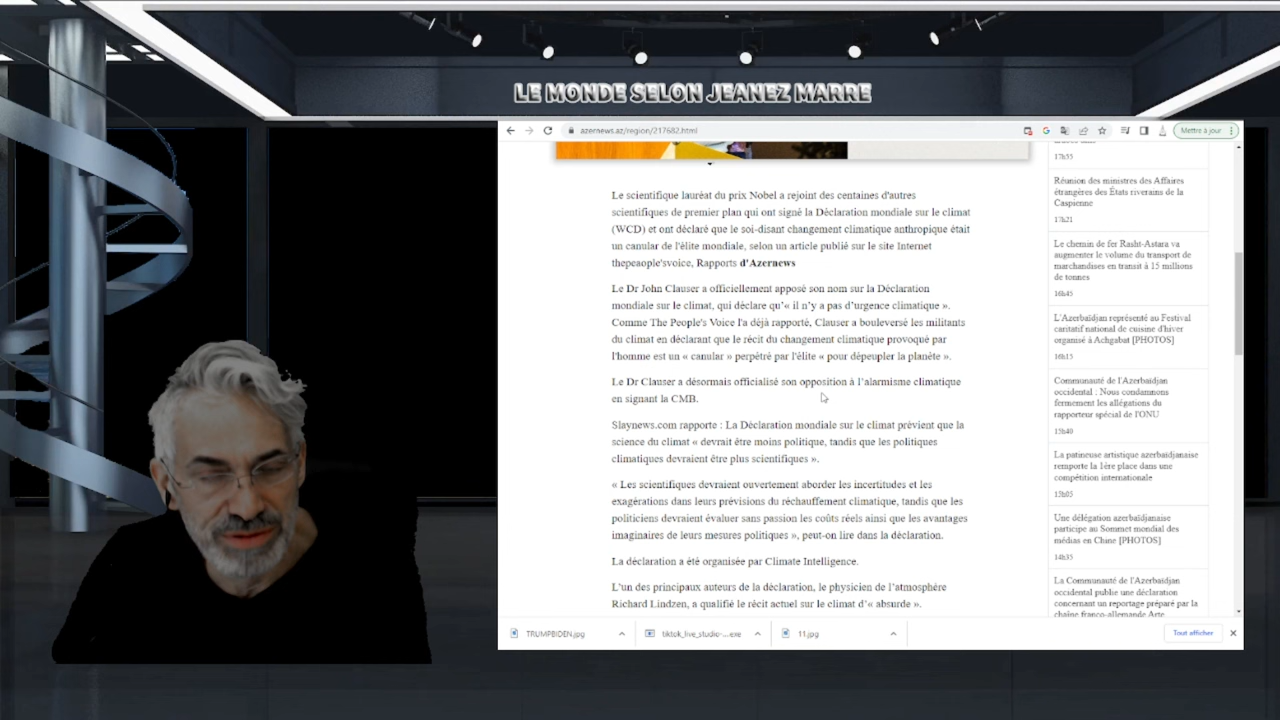 LE MONDE SELON JEANEZ MARRE
azernews.az/region/217682.html
Mettre à jour
Le scientifique lauréat du prix Nobel a rejoint des centaines d'autres
scientifiques de premier plan qui ont signé la Déclaration mondiale sur le climat
(WCD) et ont déclaré que le soi-disant changement climatique anthropique était
un canular de l'élite mondiale, selon un article publié sur le site Internet
thepeaople'svoice, Rapports d'Azernews
Le Dr John Clauser a officiellement apposé son nom sur la Déclaration
mondiale sur le climat, qui déclare qu'« il n'y a pas d'urgence climatique ».
Comme The People's Voice l'a déjà rapporté, Clauser a bouleversé les militants
du climat en déclarant que le récit du changement climatique provoqué par
l'homme est un « canular » perpétré par l'élite « pour dépeupler la planète ».
Le Dr Clauser a désormais officialisé son opposition à l'alarmisme climatique
en signant la CMB.
Slaynews.com rapporte : La Déclaration mondiale sur le climat prévient que la
science du climat « devrait être moins politique, tandis que les politiques
climatiques devraient être plus scientifiques ».
« Les scientifiques devraient ouvertement aborder les incertitudes et les
exagérations dans leurs prévisions du réchauffement climatique, tandis que les
politiciens devraient évaluer sans passion les coûts réels ainsi que les avantages
imaginaires de leurs mesures politiques », peut-on lire dans la déclaration.
La déclaration a été organisée par Climate Intelligence.
L'un des principaux auteurs de la déclaration, le physicien de l'atmosphère
Richard Lindzen, a qualifié le récit actuel sur le climat d'« absurde ».
17h55
Réunion des ministres des Affaires
étrangères des États riverains de la
Caspienne
17h21
Le chemin de fer Rasht-Astara va
augmenter le volume du transport de
marchandises en transit à 15 millions
de tonnes
16h45
L'Azerbaïdjan représenté au Festival
caritatif national de cuisine d'hiver
organisé à Achgabat [PHOTOS]
16h15
Communauté de l'Azerbaïdjan
occidental : Nous condamnons
fermement les allégations du
rapporteur spécial de l'ONU
15h40
La patineuse artistique azerbaïdjanaise
remporte la 1ère place dans une
compétition internationale
15h05
Une délégation azerbaïdjanaise
participe au Sommet mondial des
médias en Chine [PHOTOS]
14h35
La Communauté de l'Azerbaïdjan
occidental publie une déclaration
concernant un reportage préparé par la
chaîne franco-allemande Arte
TRUMPBIDEN.jpg
tiktok_live_studio-....exe
11.jpg
Tout afficher